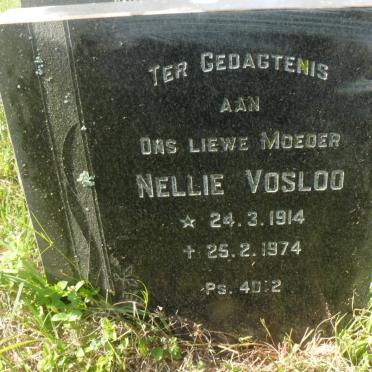 TER GEDAGTENIS
AAN
ONS LIEWE MOEDER
NELLIE VOSLOO
* 24.3.1914
+ 25.2.1974
PS. 40:2